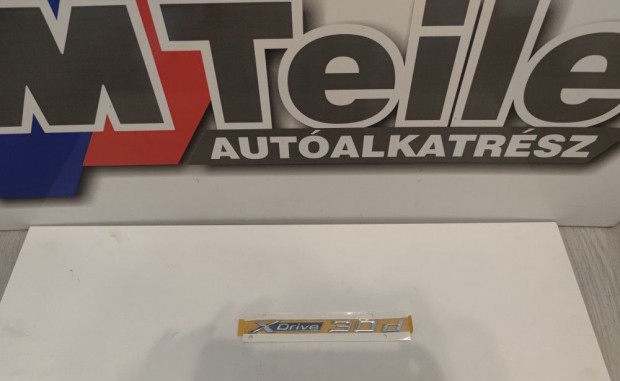 MTeile
AUTÓALKATRÉSZ
XDrive 30d